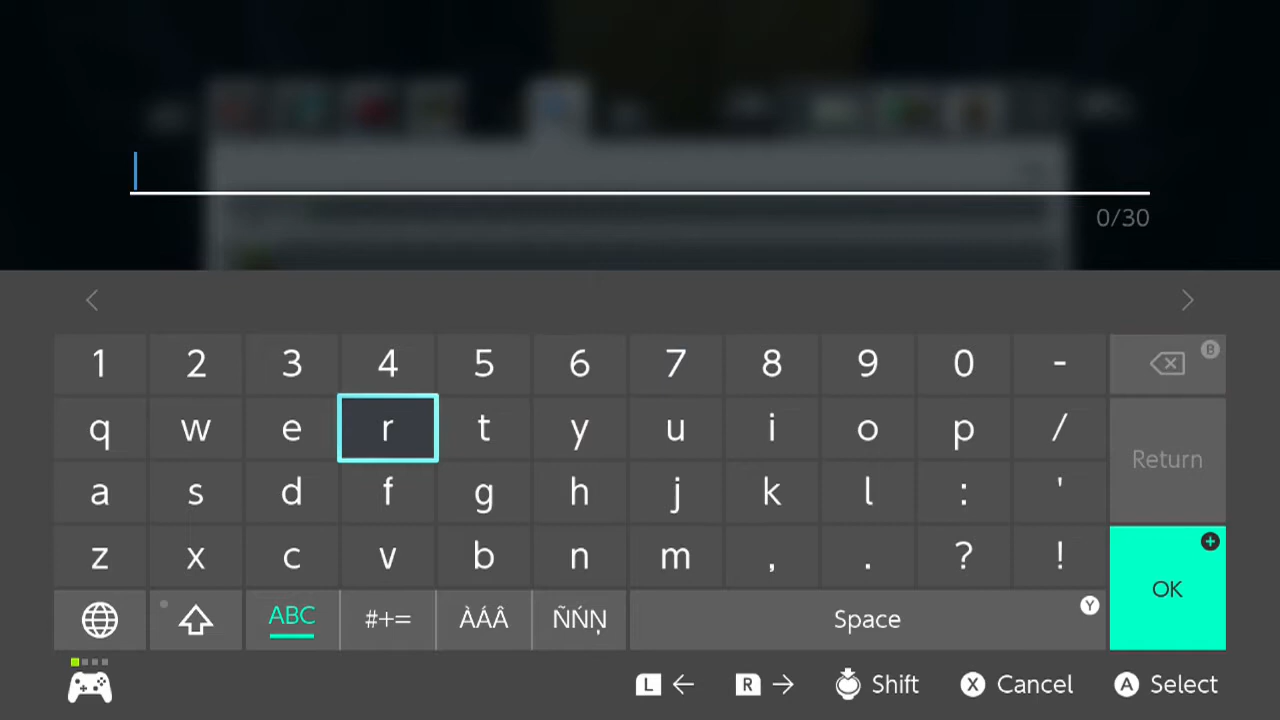 0/30
1 2 3 4 5 6 7 8 9 0 -
B
q w e r t y u i o p /
Return
a s d f g h j k l : '
z x c v b n m , . ? !
OK
ABC #+= ÀÁÂ ÑŃŅ Space Y
L ← R → Shift X Cancel A Select